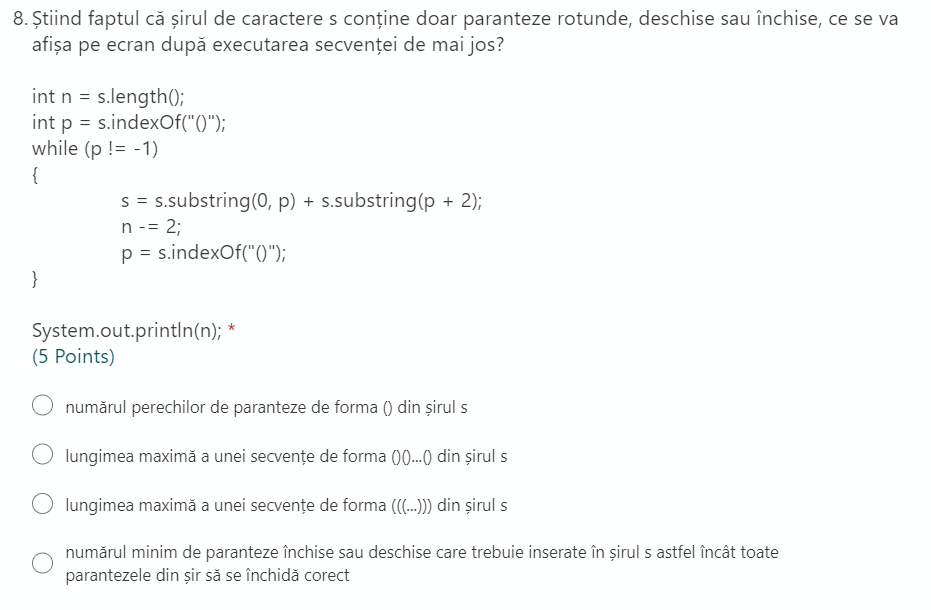 8. Știind faptul că șirul de caractere s conține doar paranteze rotunde, deschise sau închise, ce se va
afișa pe ecran după executarea secvenței de mai jos?
int n = s.length();
int p = s.indexOf("()");
while (p != -1)
{
s = s.substring(0, p) + s.substring(p + 2);
n -= 2;
p = s.indexOf("()");
}
System.out.println(n); *
(5 Points)
numărul perechilor de paranteze de forma () din șirul s
lungimea maximă a unei secvențe de forma ()()...() din șirul s
lungimea maximă a unei secvențe de forma (((...))) din șirul s
numărul minim de paranteze închise sau deschise care trebuie inserate în șirul s astfel încât toate
parantezele din șir să se închidă corect